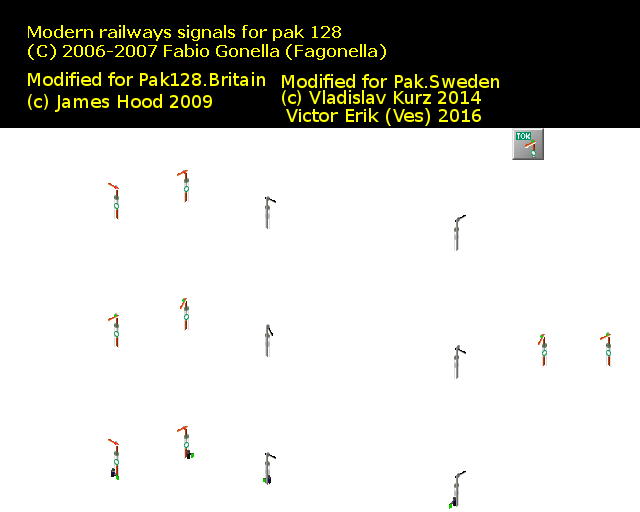 Modern railways signals for pak 128
(C) 2006-2007 Fabio Gonella (Fagonella)
Modified for Pak128.Britain
(c) James Hood 2009
Modified for Pak.Sweden
(c) Vladislav Kurz 2014
Victor Erik (Ves) 2016
TOK